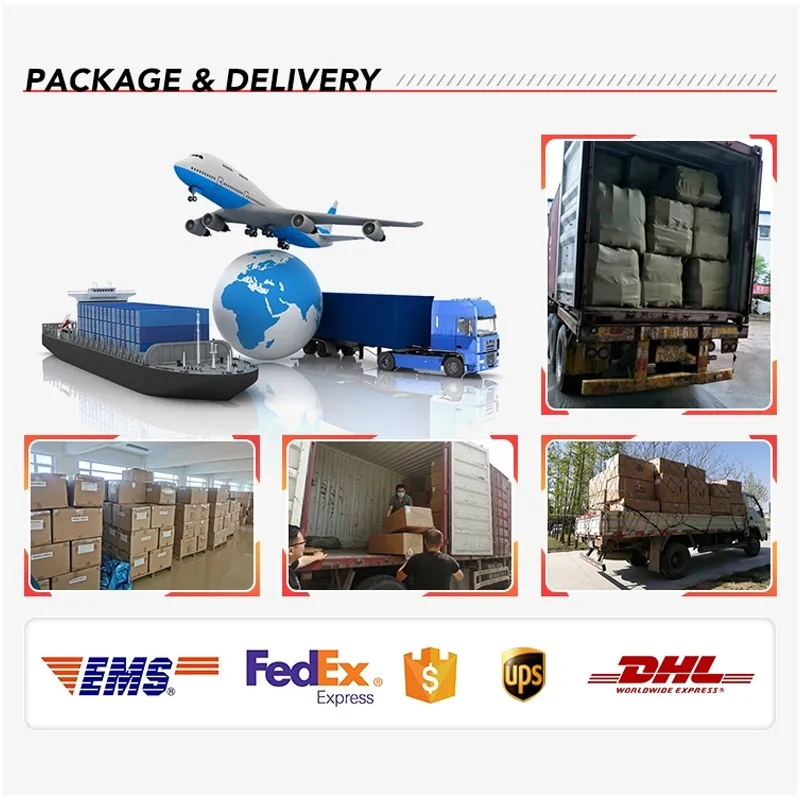 PACKAGE & DELIVERY
EMS®
FedEx®
Express
$
ups
DHL
WORLDWIDE EXPRESS®